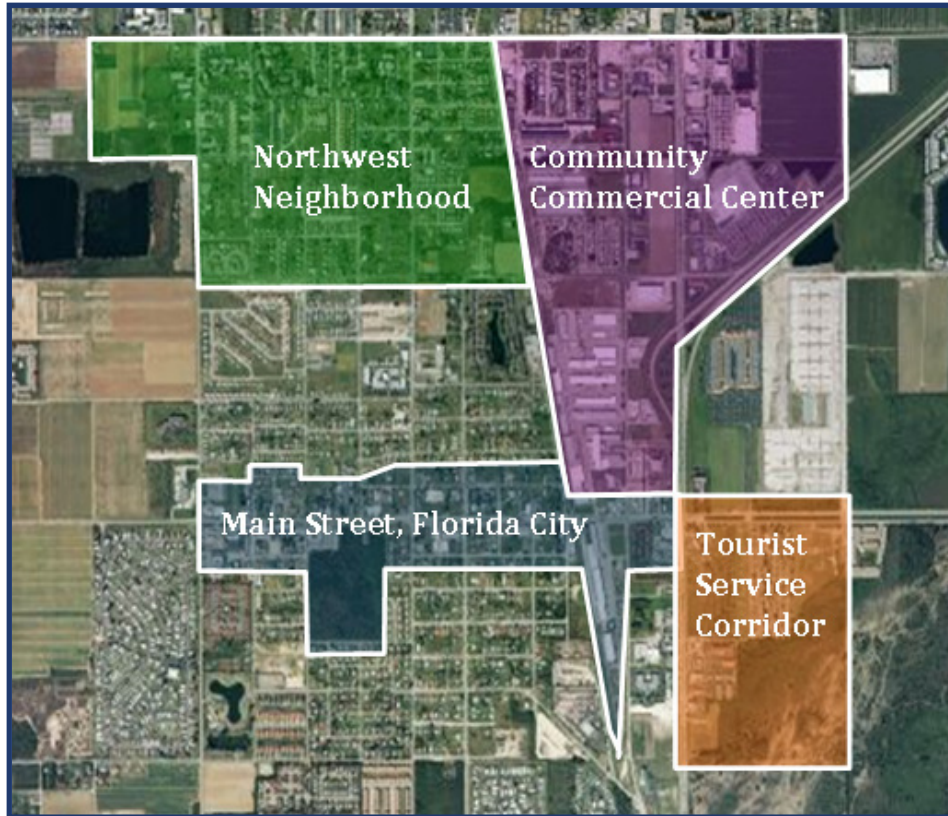 Northwest
Neighborhood
Community
Commercial Center
Main Street, Florida City
Tourist
Service
Corridor